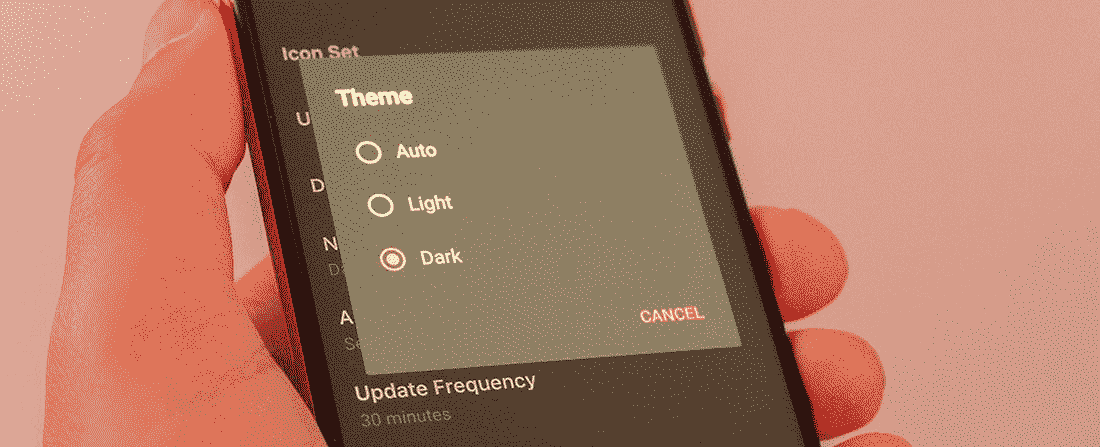 Icon Set
Theme
U
Auto
D
Light
N
D
Dark
A
CANCEL
Se
Update Frequency
30 minutes